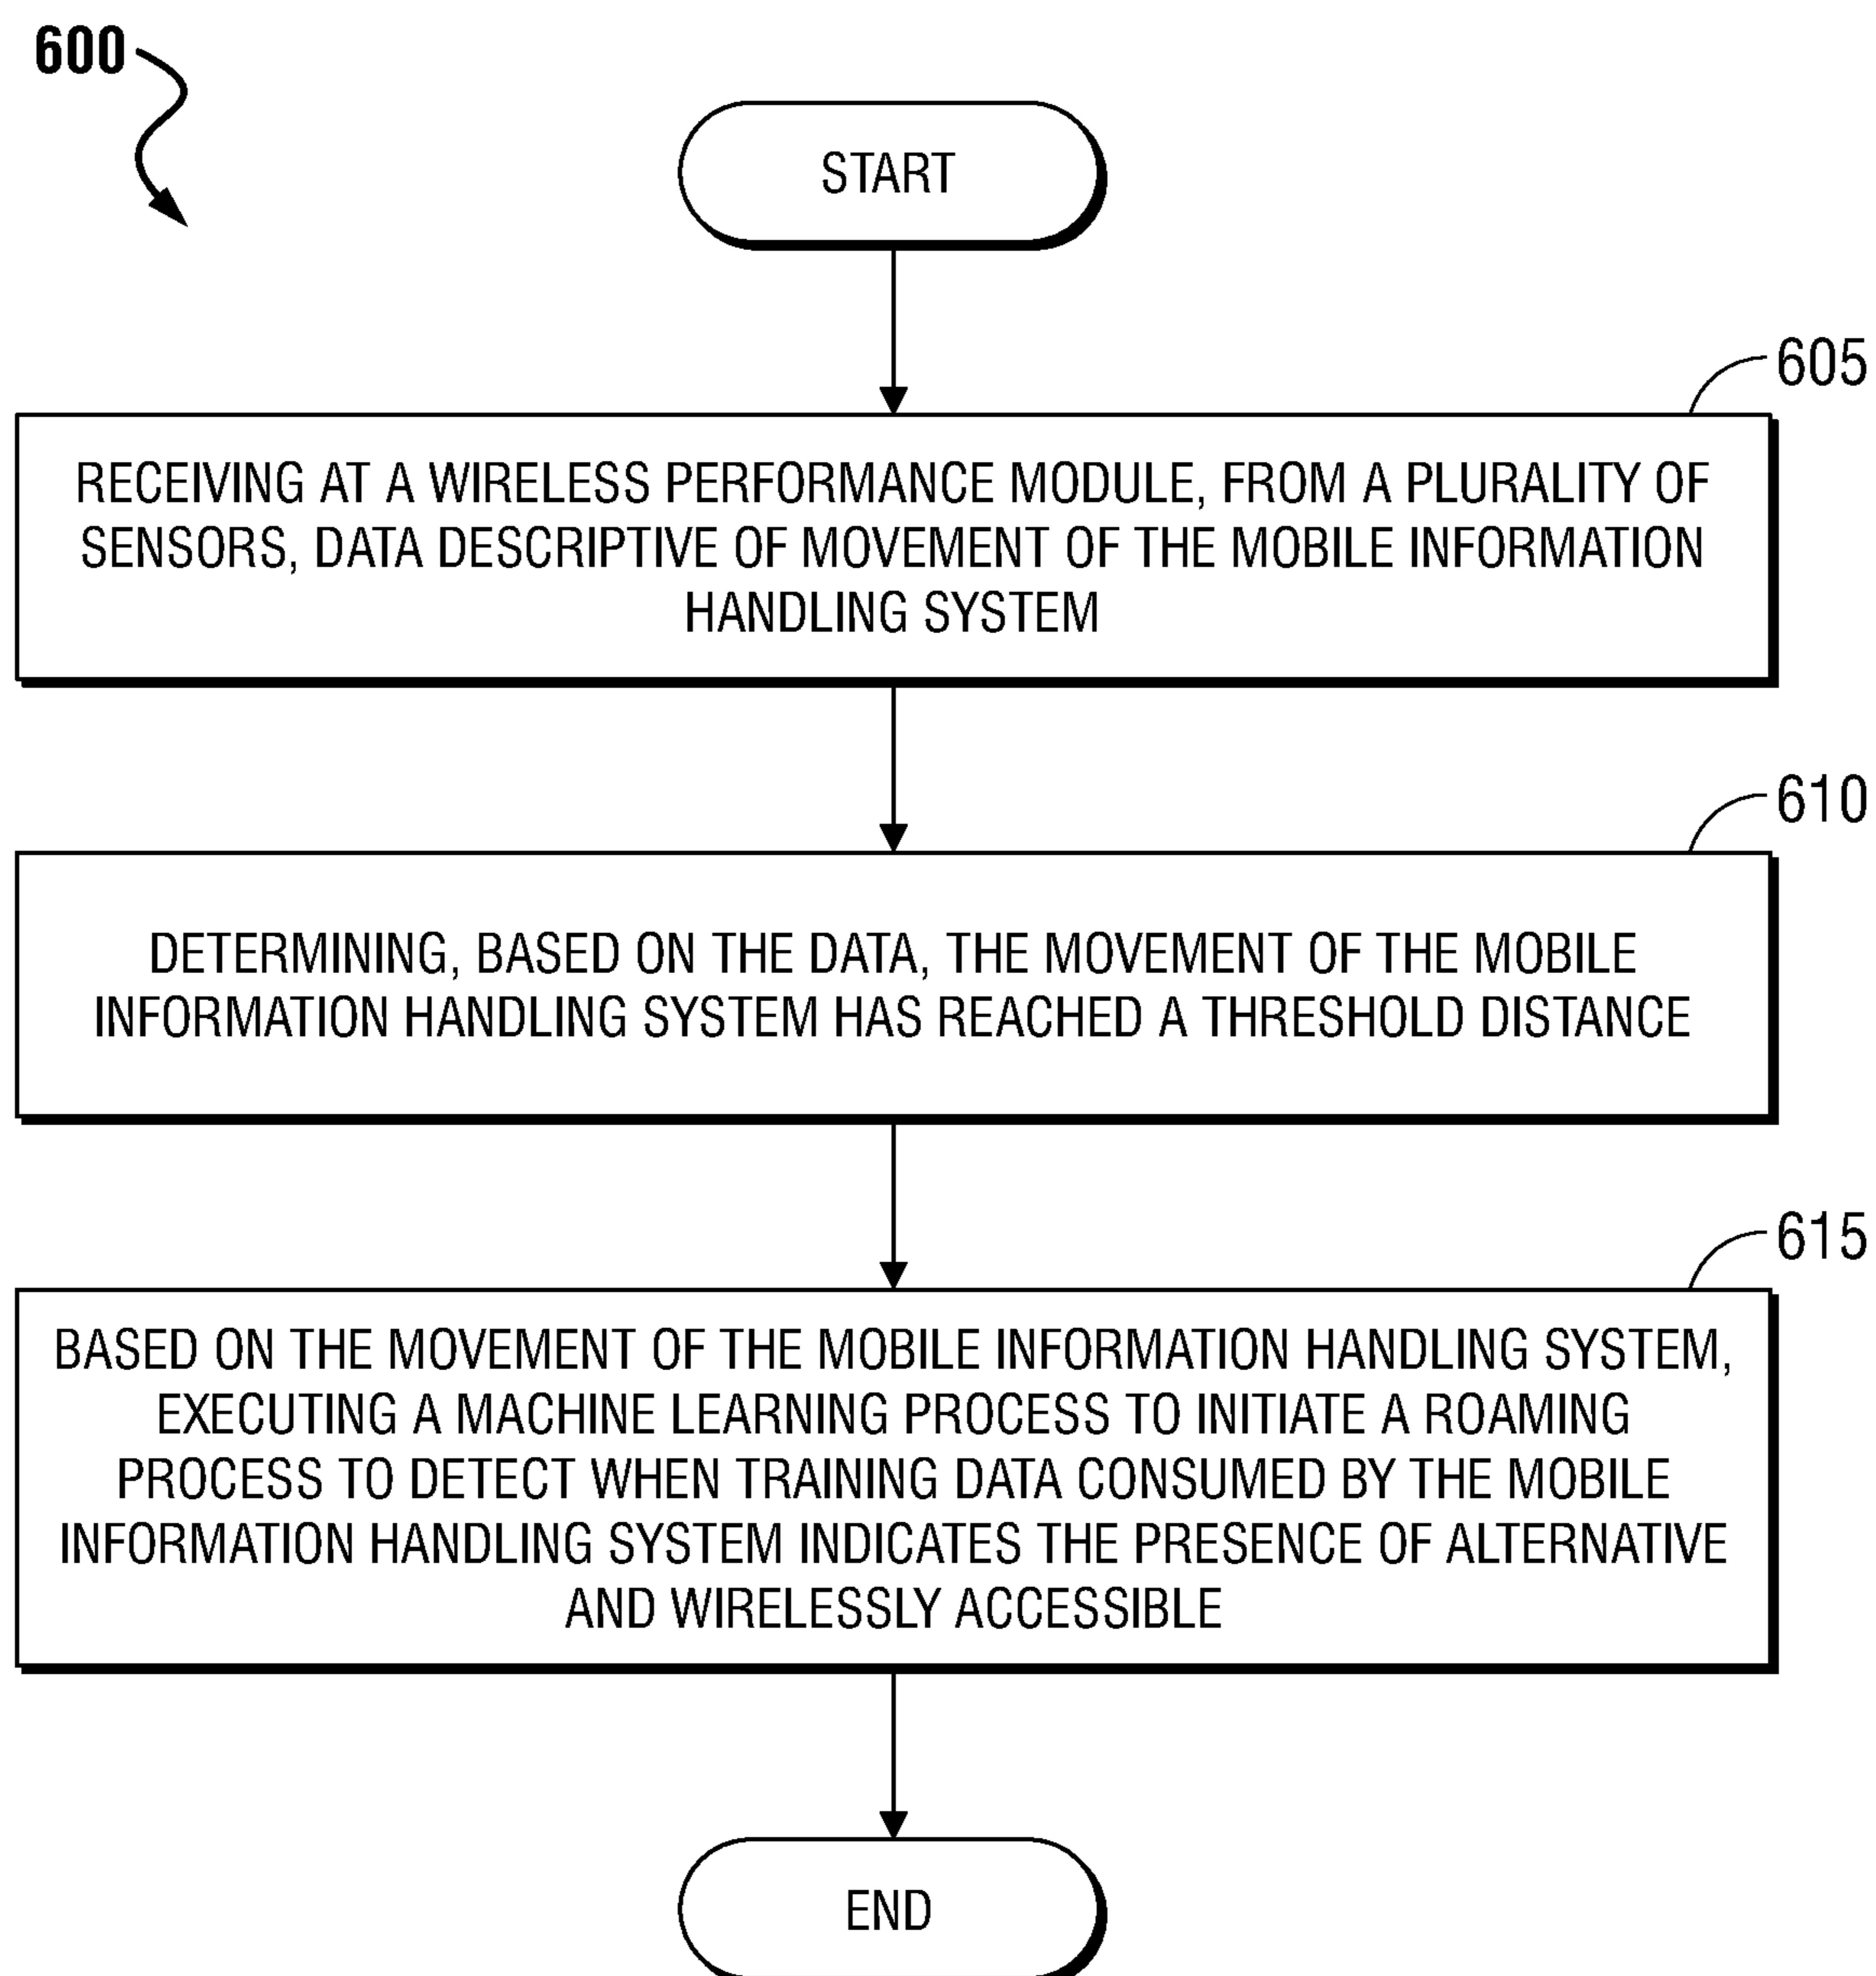 600
START
605
RECEIVING AT A WIRELESS PERFORMANCE MODULE, FROM A PLURALITY OF
SENSORS, DATA DESCRIPTIVE OF MOVEMENT OF THE MOBILE INFORMATION
HANDLING SYSTEM
610
DETERMINING, BASED ON THE DATA, THE MOVEMENT OF THE MOBILE
INFORMATION HANDLING SYSTEM HAS REACHED A THRESHOLD DISTANCE
615
BASED ON THE MOVEMENT OF THE MOBILE INFORMATION HANDLING SYSTEM,
EXECUTING A MACHINE LEARNING PROCESS TO INITIATE A ROAMING
PROCESS TO DETECT WHEN TRAINING DATA CONSUMED BY THE MOBILE
INFORMATION HANDLING SYSTEM INDICATES THE PRESENCE OF ALTERNATIVE
AND WIRELESSLY ACCESSIBLE
END